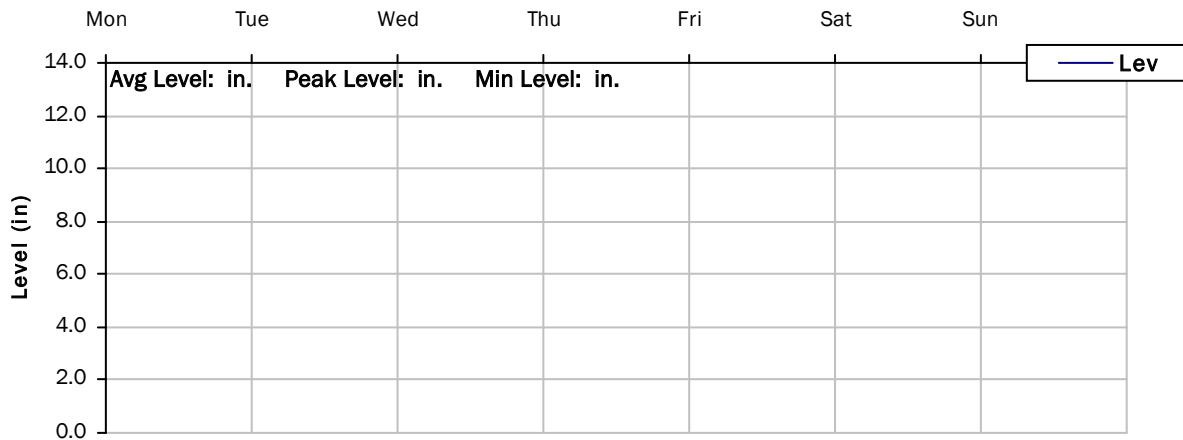 Mon Tue Wed Thu Fri Sat Sun
14.0
Avg Level: in. Peak Level: in. Min Level: in.
Lev
12.0
10.0
8.0
6.0
4.0
2.0
0.0
Level (in)